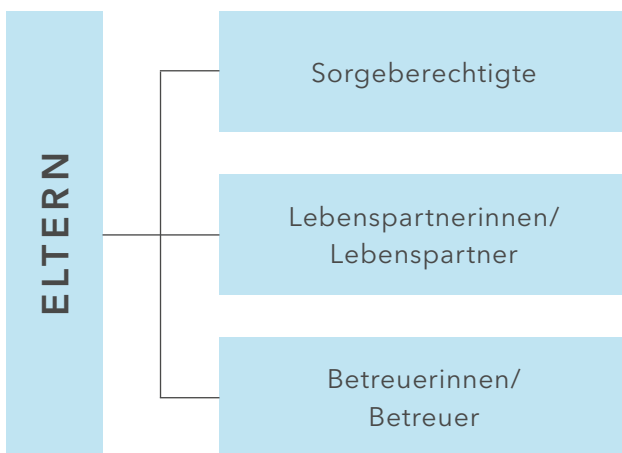 ELTERN
Sorgeberechtigte
Lebenspartnerinnen/
Lebenspartner
Betreuerinnen/
Betreuer